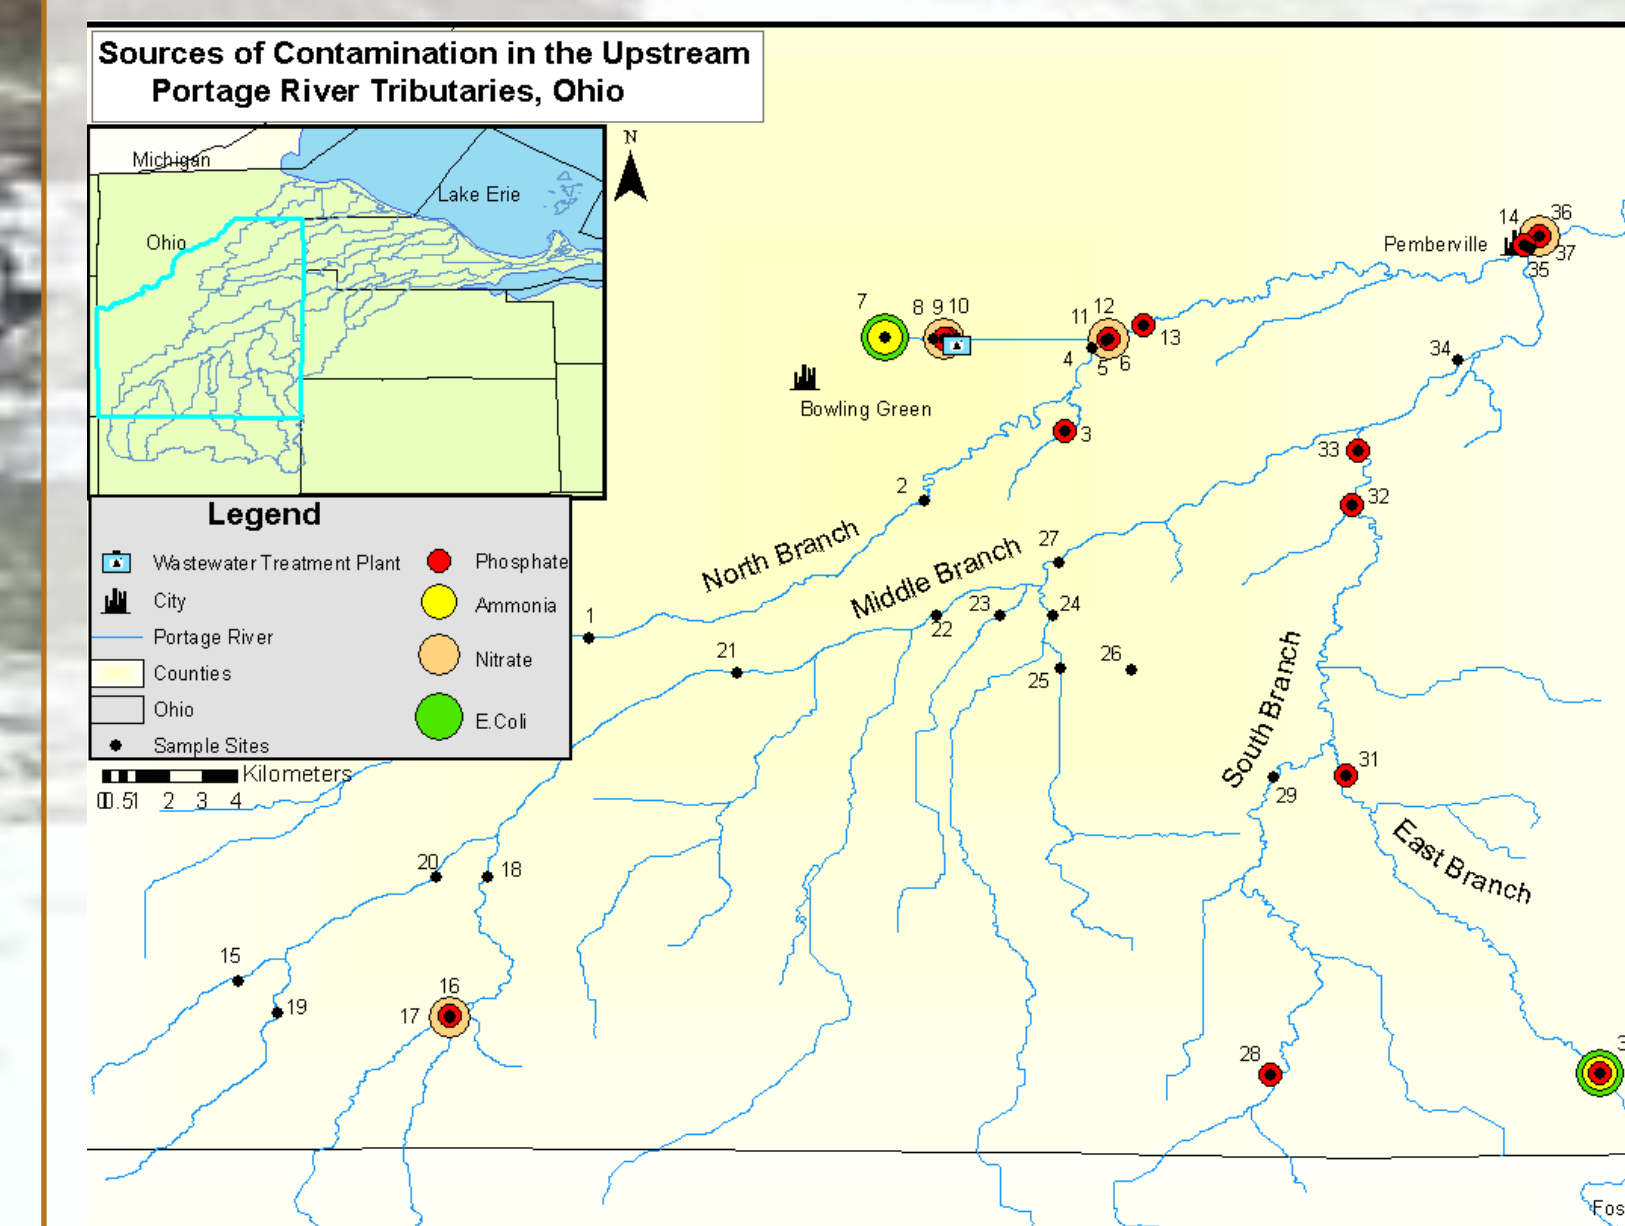 Sources of Contamination in the Upstream
Portage River Tributaries, Ohio
Michigan
Lake Erie
Ohio
N
Legend
Wastewater Treatment Plant
City
Portage River
Counties
Ohio
Sample Sites
Phosphate
Ammonia
Nitrate
E.Coli
Kilometers
0 0.5 1 2 3 4
14 36
Pemberville
37
35
7
8 9 10
11 12
13
4 5 6
34
Bowling Green
3
33
2
32
North Branch
27
Middle Branch
23
24
22
1
21
26
25
South Branch
31
29
East Branch
20
18
15
19
16
17
28